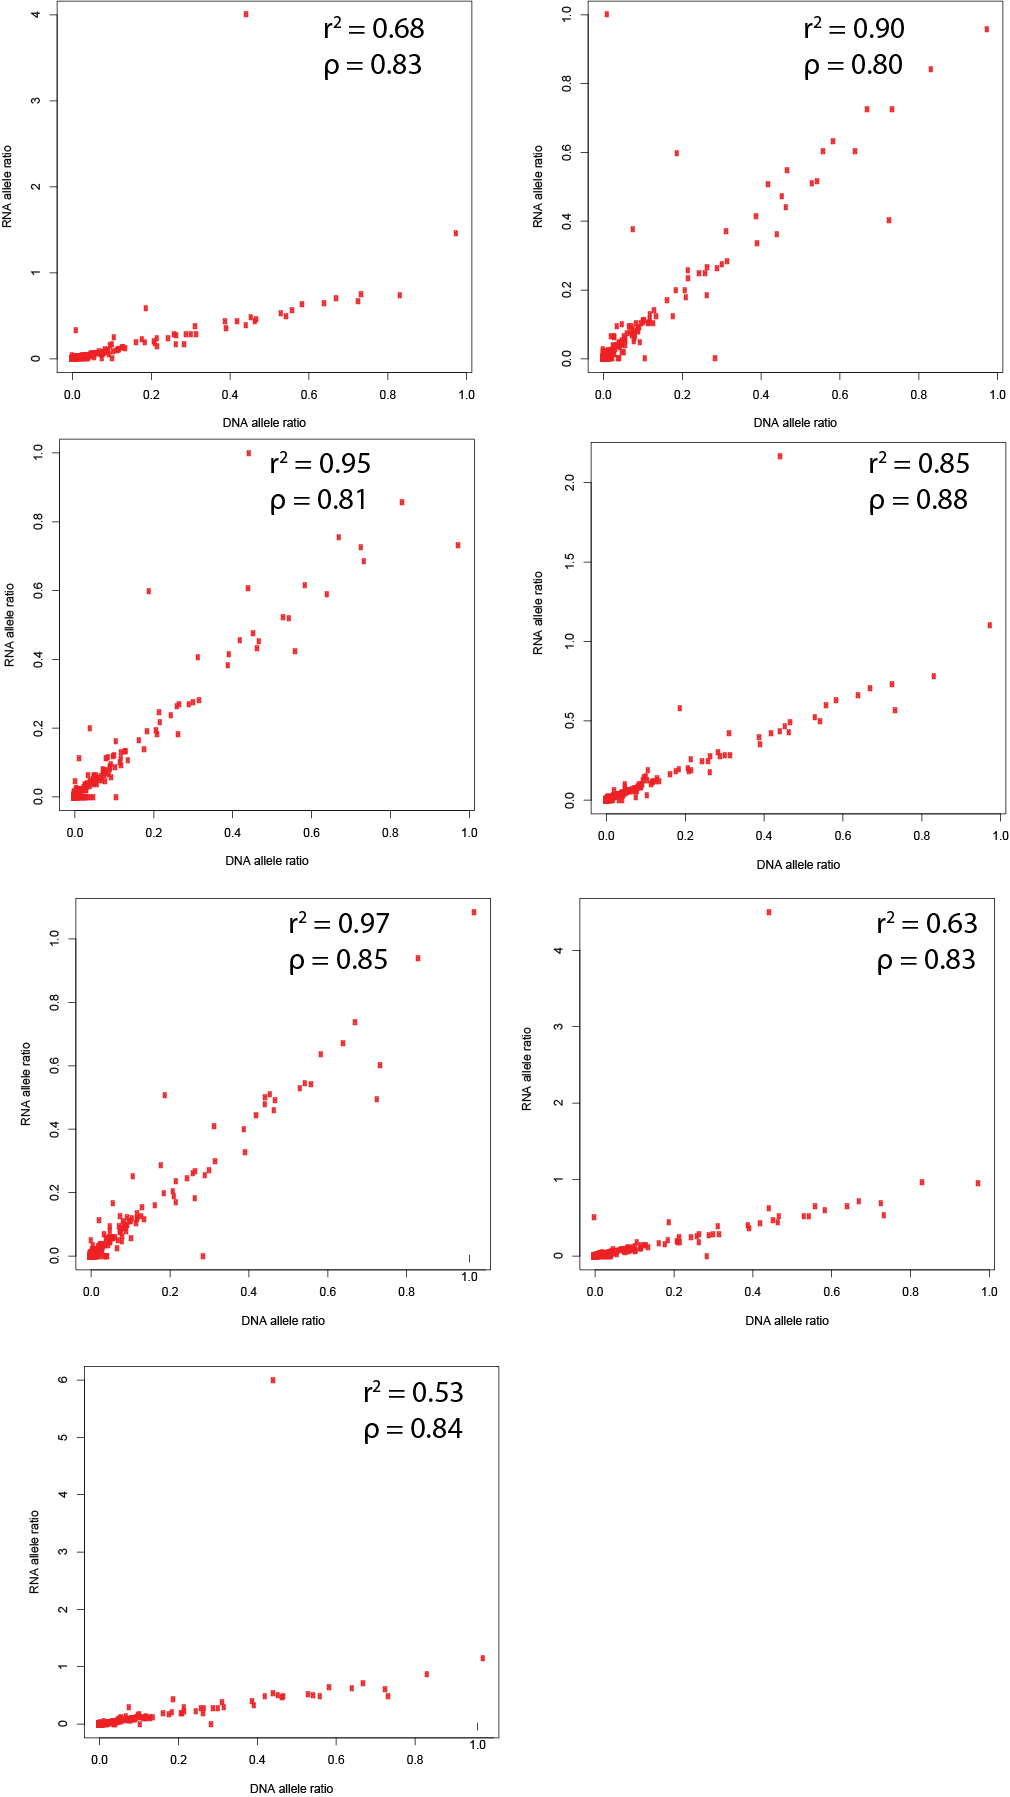 r² = 0.68
ρ = 0.83
4
3
2
1
0
RNA allele ratio
0.0 0.2 0.4 0.6 0.8 1.0
DNA allele ratio
r² = 0.90
ρ = 0.80
1.0
0.8
0.6
0.4
0.2
0.0
RNA allele ratio
0.0 0.2 0.4 0.6 0.8 1.0
DNA allele ratio
r² = 0.95
ρ = 0.81
1.0
0.8
0.6
0.4
0.2
0.0
RNA allele ratio
0.0 0.2 0.4 0.6 0.8 1.0
DNA allele ratio
r² = 0.85
ρ = 0.88
2.0
1.5
1.0
0.5
0.0
RNA allele ratio
0.0 0.2 0.4 0.6 0.8 1.0
DNA allele ratio
r² = 0.97
ρ = 0.85
1.0
0.8
0.6
0.4
0.2
0.0
RNA allele ratio
0.0 0.2 0.4 0.6 0.8 1.0
DNA allele ratio
r² = 0.63
ρ = 0.83
4
3
2
1
0
RNA allele ratio
0.0 0.2 0.4 0.6 0.8 1.0
DNA allele ratio
r² = 0.53
ρ = 0.84
6
5
4
3
2
1
0
RNA allele ratio
0.0 0.2 0.4 0.6 0.8 1.0
DNA allele ratio